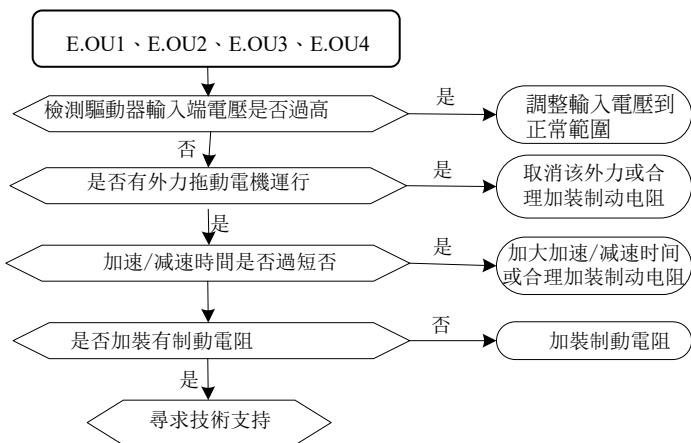 E.OU1、E.OU2、E.OU3、E.OU4
檢測驅動器輸入端電壓是否過高
是
調整輸入電壓到
正常範圍
否
是否有外力拖動電機運行
是
取消该外力或合
理加装制动电阻
是
加速/减速時間是否過短否
是
加大加速/减速时间
或合理加装制动电阻
是否加裝有制動電阻
否
加裝制動電阻
是
尋求技術支持